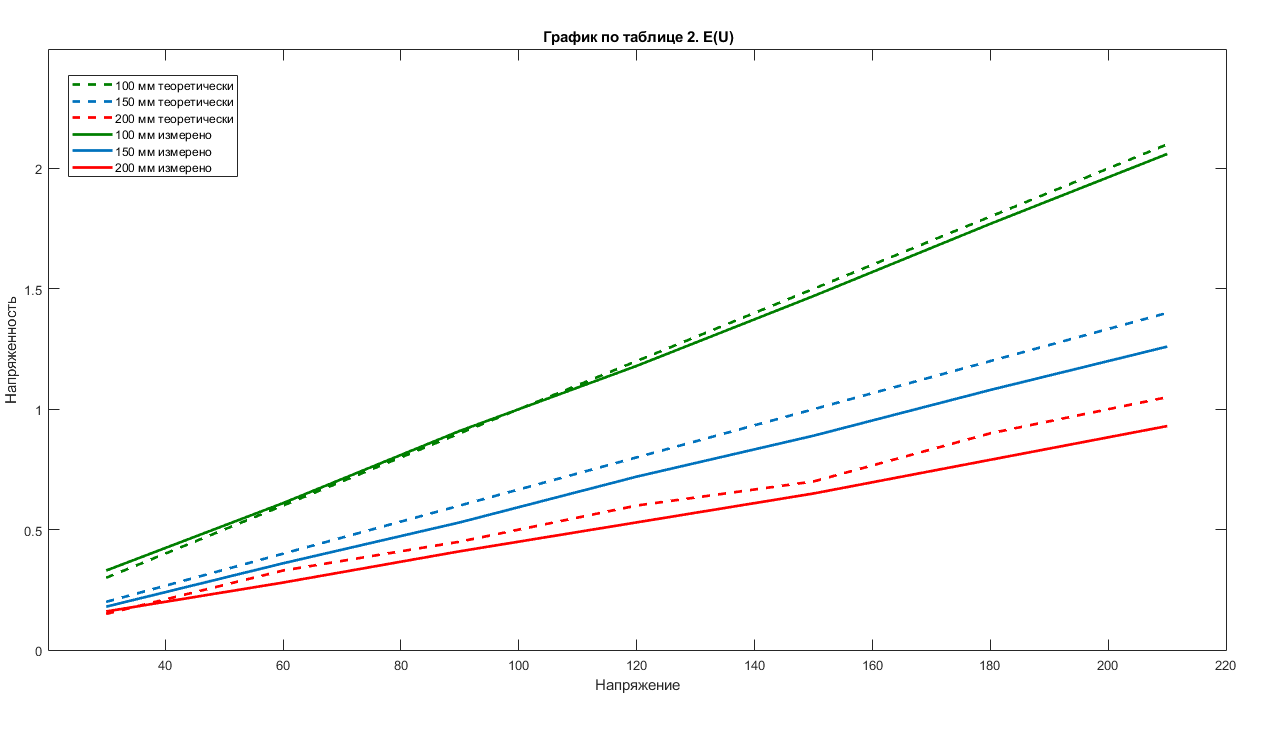 График по таблице 2. E(U)
100 мм теоретически
150 мм теоретически
200 мм теоретически
100 мм измерено
150 мм измерено
200 мм измерено
Напряженность
2
1.5
1
0.5
0
40 60 80 100 120 140 160 180 200 220
Напряжение